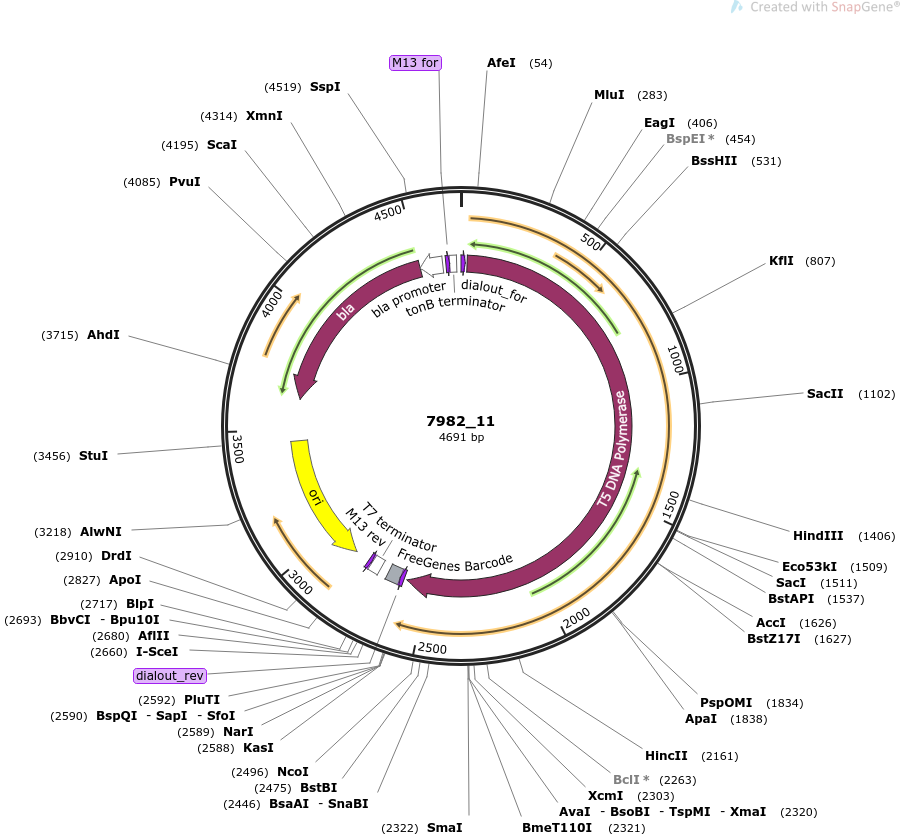 Created with SnapGene®
M13 for
AfeI (54)
MluI (283)
EagI (406)
BspEI * (454)
BssHII (531)
KflI (807)
SacII (1102)
HindIII (1406)
Eco53kI (1509)
SacI (1511)
BstAPI (1537)
AccI (1626)
BstZ17I (1627)
PspOMI (1834)
ApaI (1838)
HincII (2161)
BclI * (2263)
XcmI (2303)
AvaI - BsoBI - TspMI - XmaI (2320)
BmeT110I (2321)
(2322) SmaI
(2446) BsaAI - SnaBI
(2475) BstBI
(2496) NcoI
(2588) KasI
(2589) NarI
(2590) BspQI - SapI - SfoI
(2592) PluTI
dialout_rev
(2660) I-SceI
(2680) AflII
(2693) BbvCI - Bpu10I
(2717) BlpI
(2827) ApoI
(2910) DrdI
(3218) AlwNI
(3456) StuI
(3715) AhdI
(4085) PvuI
(4195) ScaI
(4314) XmnI
(4519) SspI
500
1000
1500
2000
2500
3000
3500
4000
4500
dialout_for
tonB terminator
bla promoter
bla
T5 DNA Polymerase
ori
T7 terminator
M13 rev
FreeGenes Barcode
7982_11
4691 bp